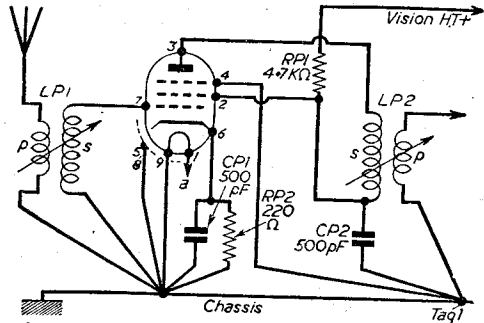 Vision HT+
3
RP1
4·7KΩ
LP1
4
2
LP2
7
p
s
6
s
p
5
8
9
a
CP1
500
pF
RP2
220
Ω
CP2
500pF
Chassis
Tag1